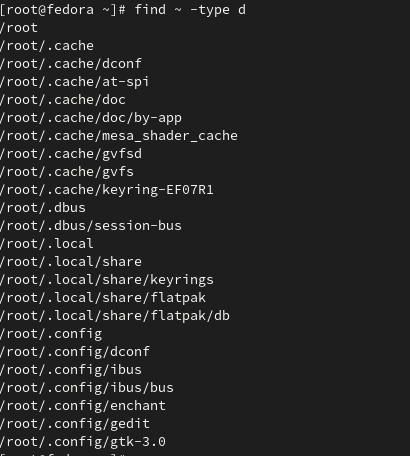 [root@fedora ~]# find ~ -type d
/root
/root/.cache
/root/.cache/dconf
/root/.cache/at-spi
/root/.cache/doc
/root/.cache/doc/by-app
/root/.cache/mesa_shader_cache
/root/.cache/gvfsd
/root/.cache/gvfs
/root/.cache/keyring-EF07R1
/root/.dbus
/root/.dbus/session-bus
/root/.local
/root/.local/share
/root/.local/share/keyrings
/root/.local/share/flatpak
/root/.local/share/flatpak/db
/root/.config
/root/.config/dconf
/root/.config/ibus
/root/.config/ibus/bus
/root/.config/enchant
/root/.config/gedit
/root/.config/gtk-3.0